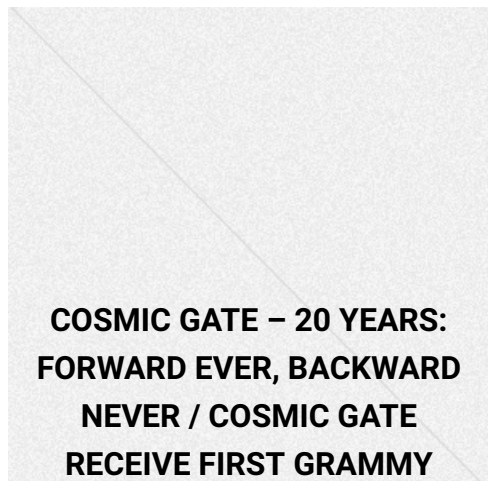 COSMIC GATE – 20 YEARS:
FORWARD EVER, BACKWARD
NEVER / COSMIC GATE
RECEIVE FIRST GRAMMY